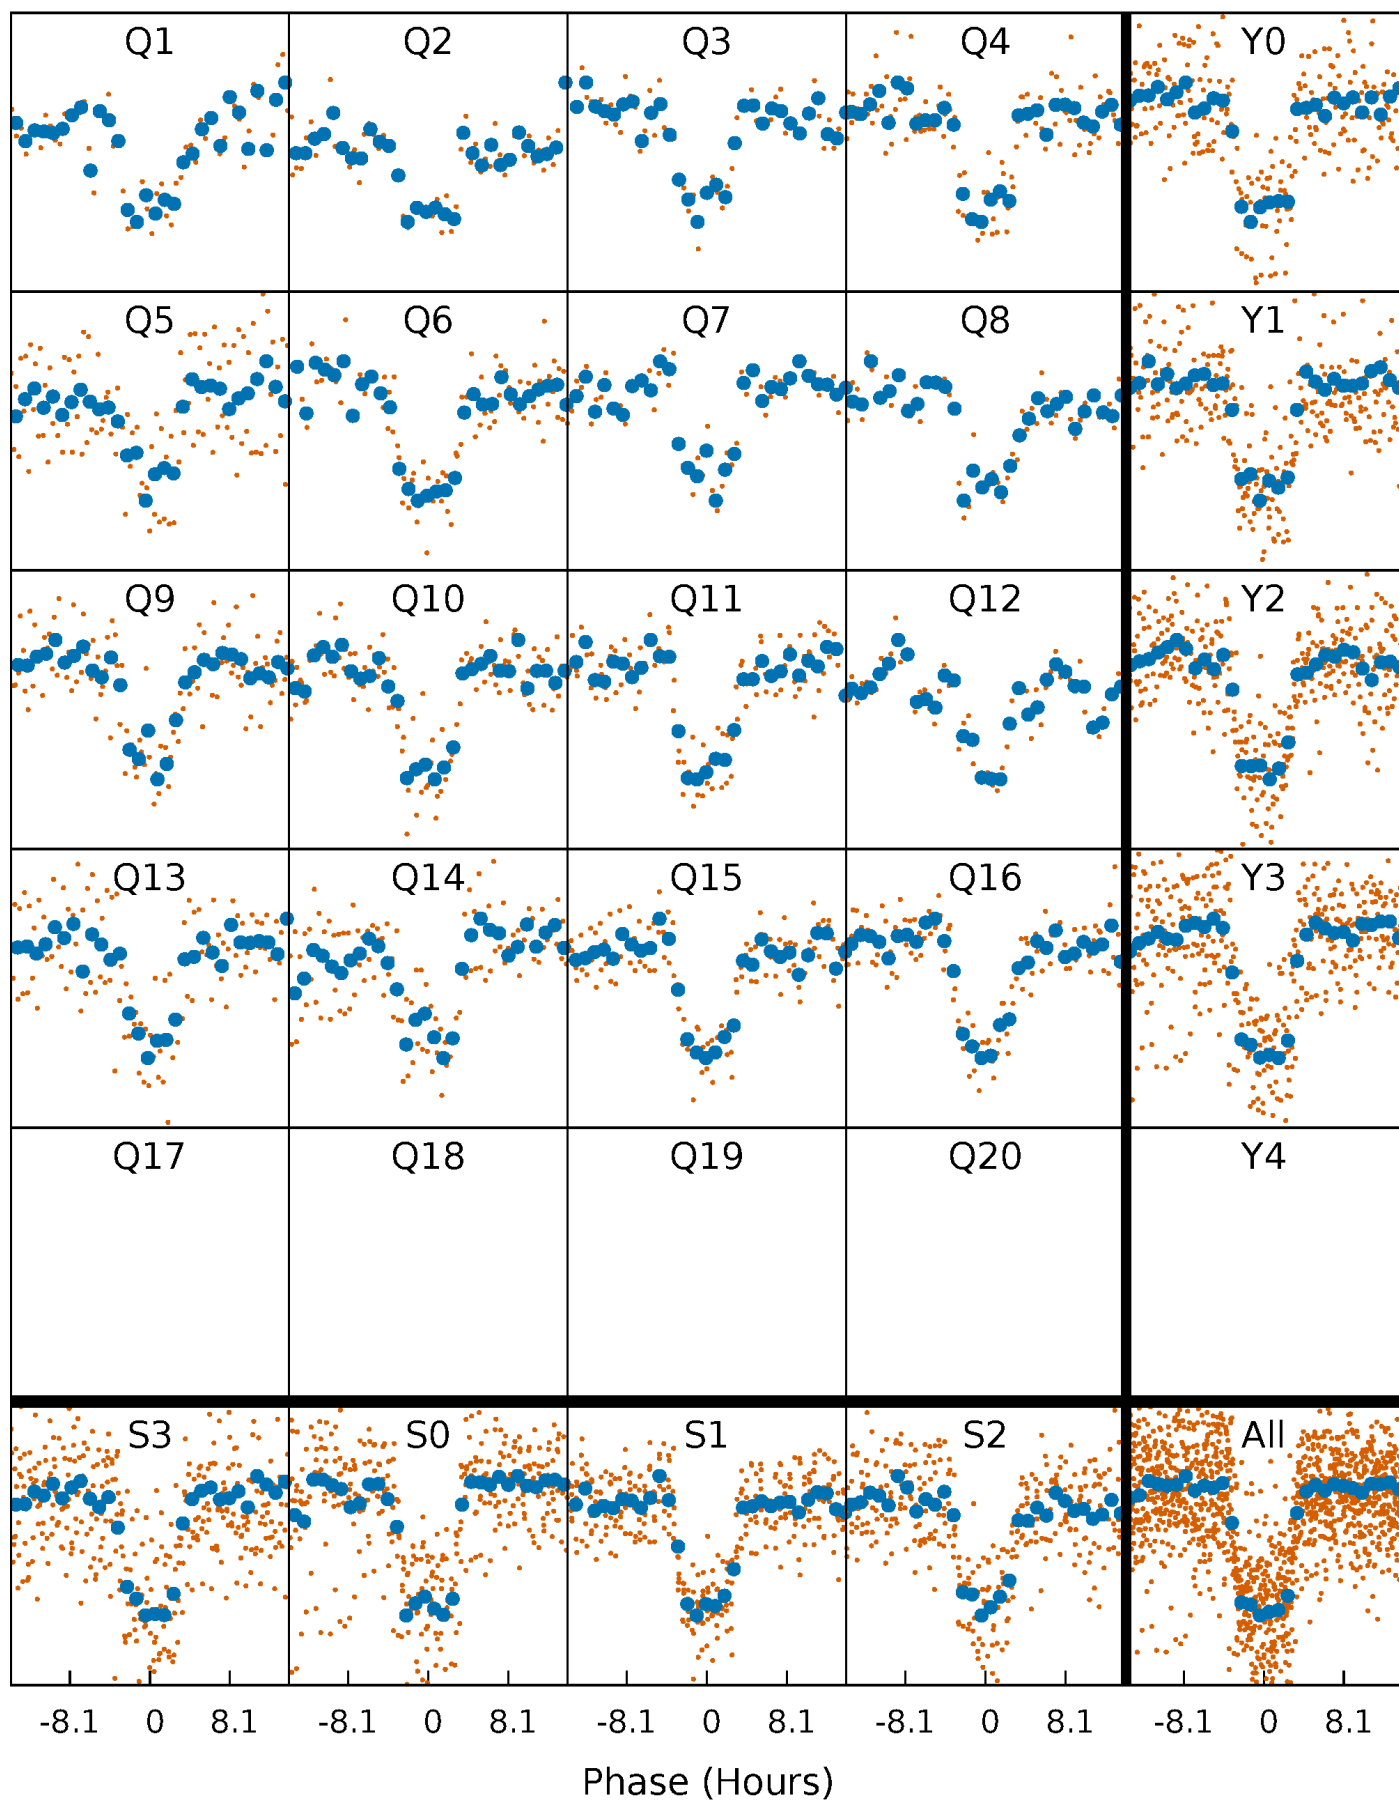 Q1 Q2 Q3 Q4 Y0
Q5 Q6 Q7 Q8 Y1
Q9 Q10 Q11 Q12 Y2
Q13 Q14 Q15 Q16 Y3
Q17 Q18 Q19 Q20 Y4
S3 S0 S1 S2 All
-8.1 0 8.1 -8.1 0 8.1 -8.1 0 8.1 -8.1 0 8.1 -8.1 0 8.1
Phase (Hours)